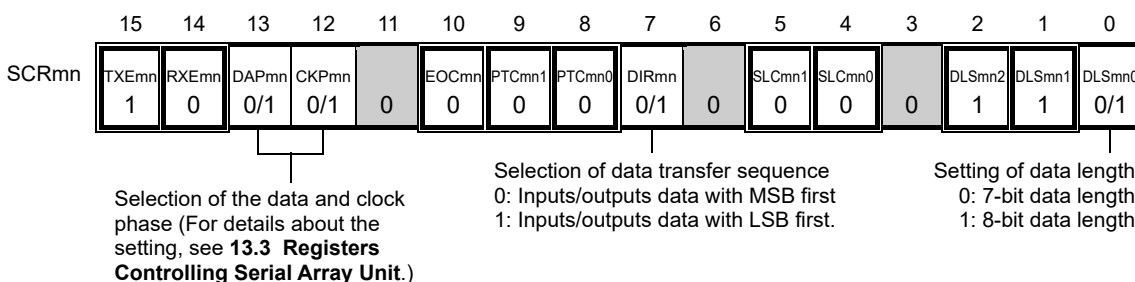 15 14 13 12 11 10 9 8 7 6 5 4 3 2 1 0
SCRmn TXEmn RXEmn DAPmn CKPmn EOCmn PTCmn1 PTCmn0 DIRmn SLCmn1 SLCmn0 DLSmn2 DLSmn1 DLSmn0
1 0 0/1 0/1 0 0 0 0 0/1 0 0 0 0 1 1 0/1
Selection of the data and clock
phase (For details about the
setting, see 13.3 Registers
Controlling Serial Array Unit.)
Selection of data transfer sequence
0: Inputs/outputs data with MSB first
1: Inputs/outputs data with LSB first.
Setting of data length
0: 7-bit data length
1: 8-bit data length